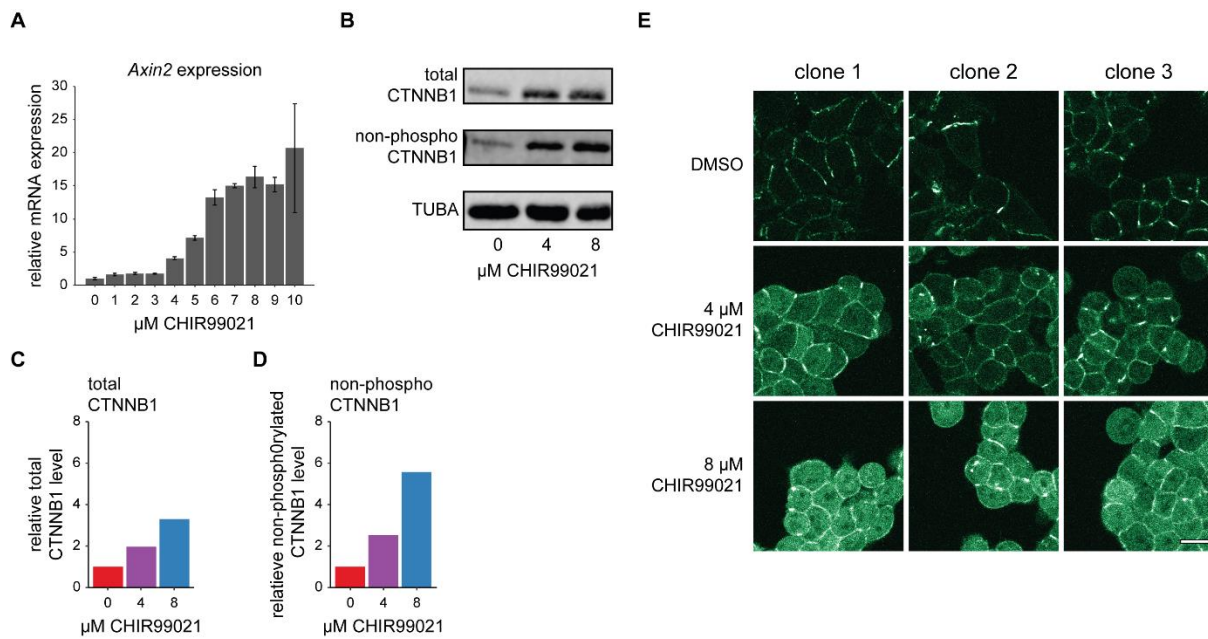 A
Axin2 expression
relative mRNA expression
30
25
20
15
10
5
0
0 1 2 3 4 5 6 7 8 9 10
µM CHIR99021
B
total
CTNNB1
non-phospho
CTNNB1
TUBA
0 4 8
µM CHIR99021
C
total
CTNNB1
relative total
CTNNB1 level
8
6
4
2
0
0 4 8
µM CHIR99021
D
non-phospho
CTNNB1
relatieve non-phosph0rylated
CTNNB1 level
8
6
4
2
0
0 4 8
µM CHIR99021
E
clone 1 clone 2 clone 3
DMSO
4 µM
CHIR99021
8 µM
CHIR99021